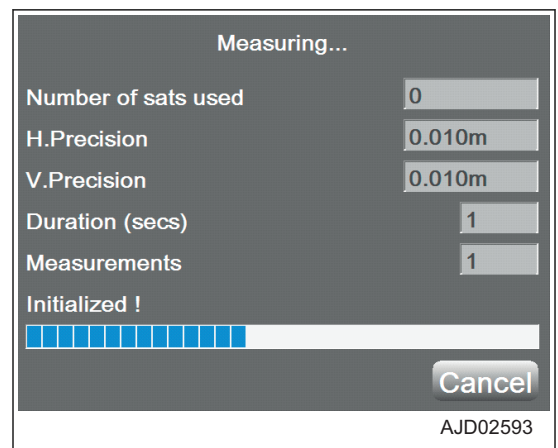 Measuring...
Number of sats used 0
H.Precision 0.010m
V.Precision 0.010m
Duration (secs) 1
Measurements 1
Initialized !
Cancel
AJD02593